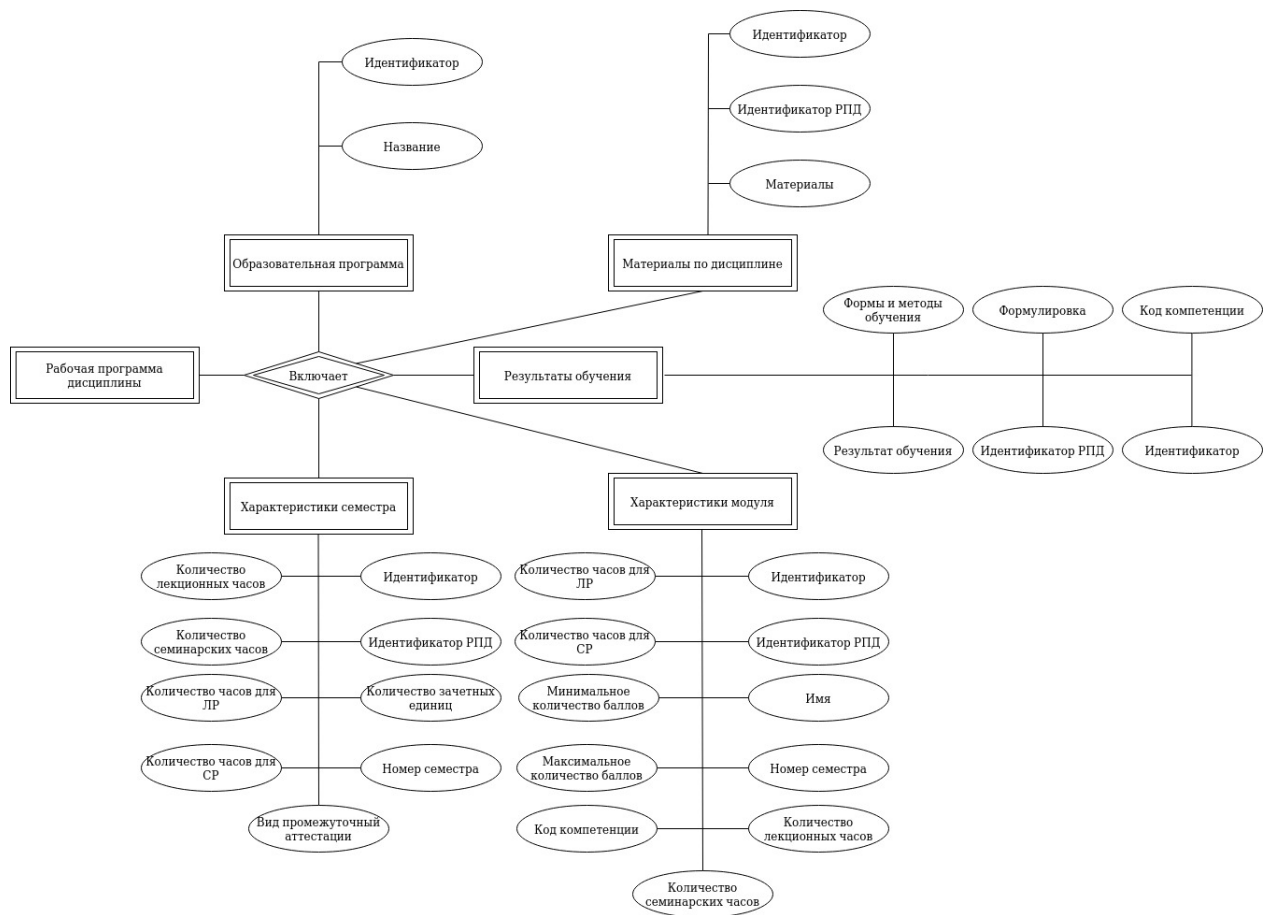 Идентификатор
Название
Образовательная программа
Идентификатор
Идентификатор РПД
Материалы
Материалы по дисциплине
Рабочая программа
дисциплины
Включает
Результаты обучения
Формы и методы
обучения
Формулировка
Код компетенции
Результат обучения
Идентификатор РПД
Идентификатор
Характеристики семестра
Количество
лекционных часов
Идентификатор
Количество
семинарских часов
Идентификатор РПД
Количество часов для
ЛР
Количество зачетных
единиц
Количество часов для
СР
Номер семестра
Вид промежуточный
аттестации
Характеристики модуля
Количество часов для
ЛР
Идентификатор
Количество часов для
СР
Идентификатор РПД
Минимальное
количество баллов
Имя
Максимальное
количество баллов
Номер семестра
Код компетенции
Количество
лекционных часов
Количество
семинарских часов